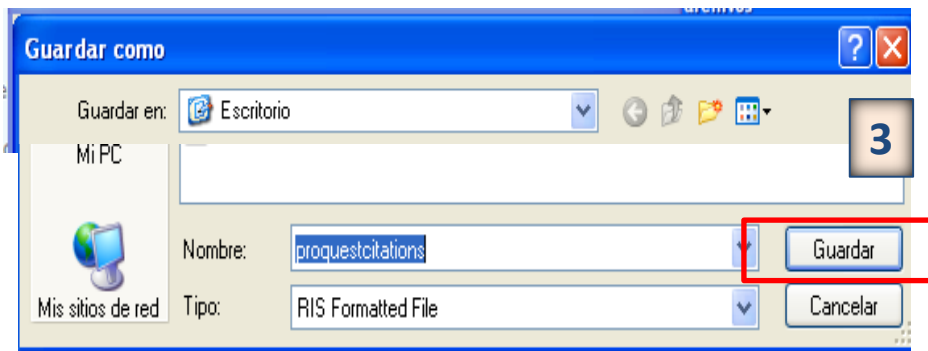 archivos
Guardar como
Guardar en: Escritorio
3
Mi PC
Nombre: proquestcitations Guardar
Mis sitios de red Tipo: RIS Formatted File Cancelar